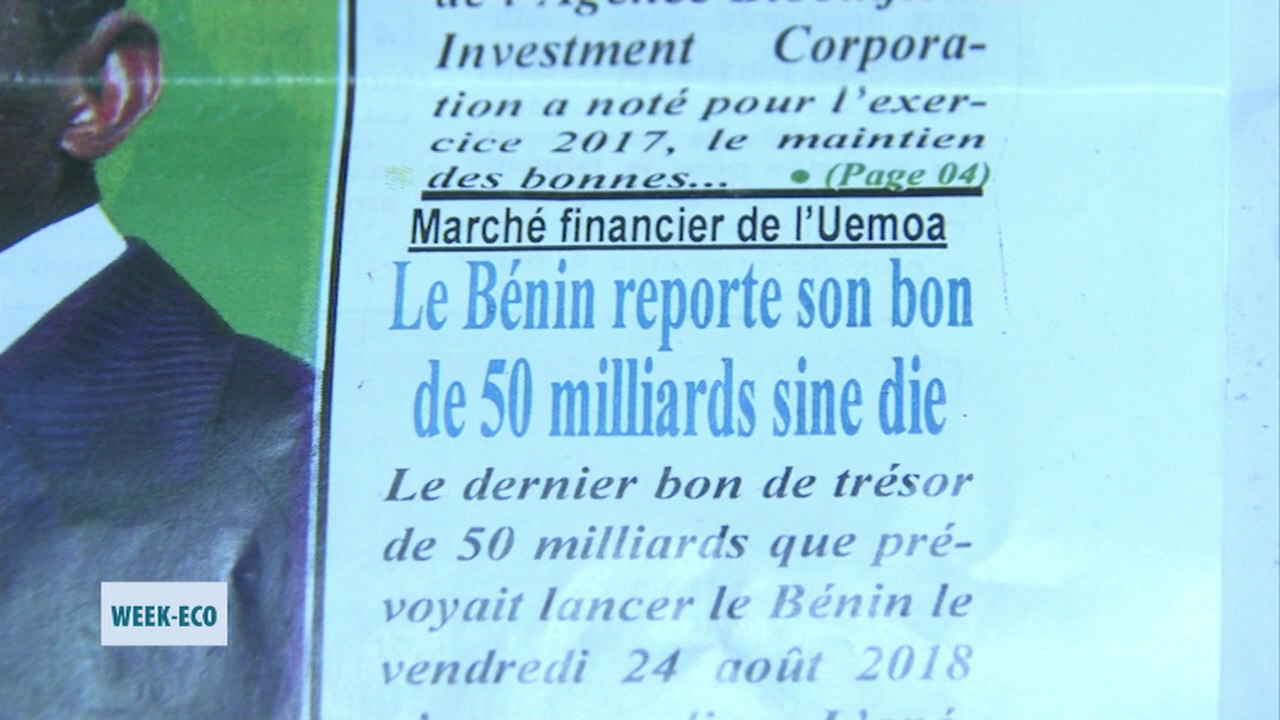 de l'Agence
Investment Corpora-
tion a noté pour l'exer-
cice 2017, le maintien
des bonnes... • (Page 04)
Marché financier de l'Uemoa
Le Bénin reporte son bon
de 50 milliards sine die
Le dernier bon de trésor
de 50 milliards que pré-
voyait lancer le Bénin le
vendredi 24 août 2018
WEEK-ECO